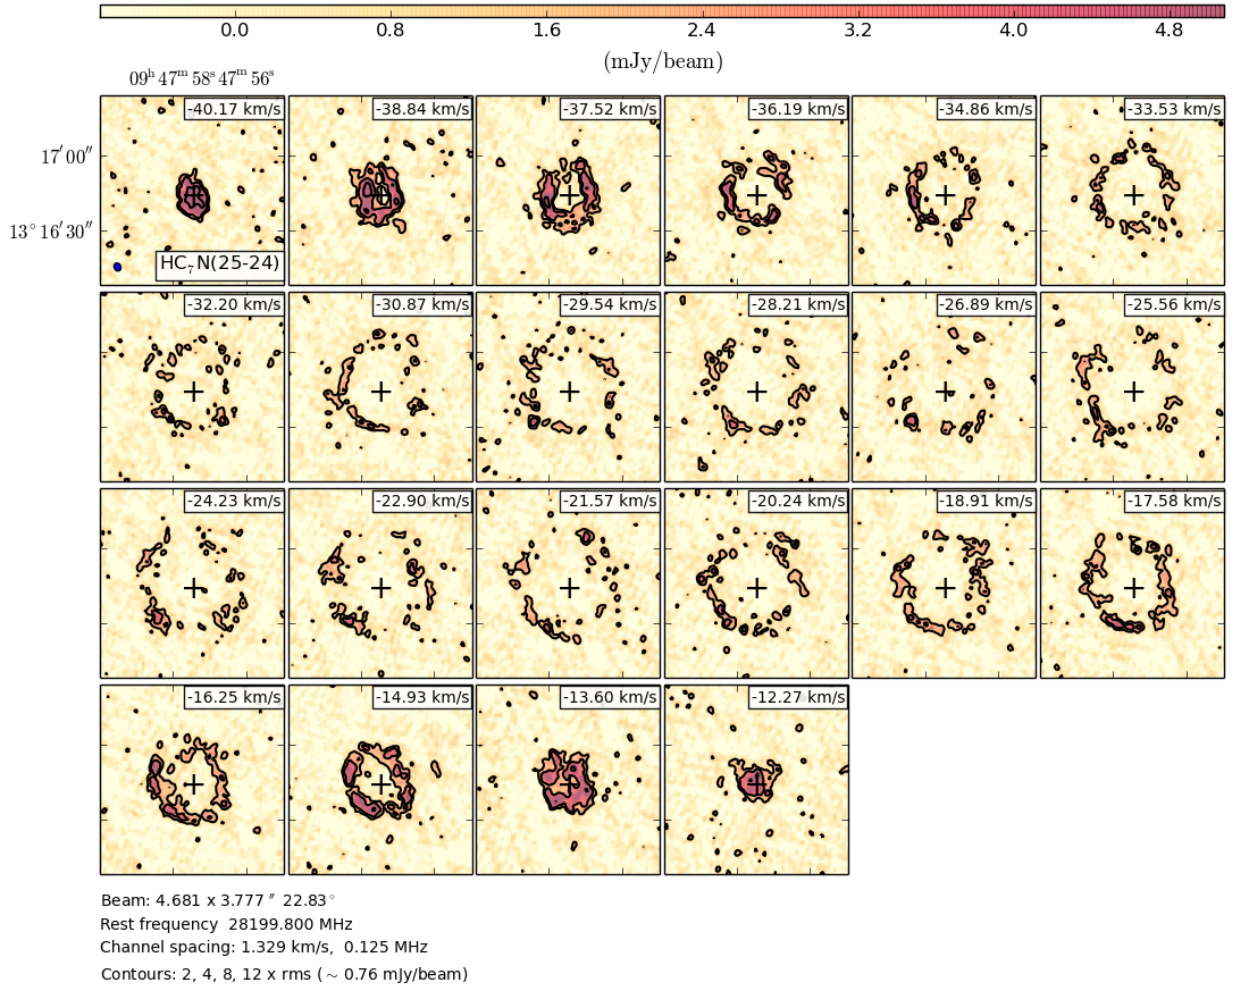 0.0 0.8 1.6 2.4 3.2 4.0 4.8
(mJy/beam)
09ʰ 47ᵐ 58ˢ 47ᵐ 56ˢ
-40.17 km/s -38.84 km/s -37.52 km/s -36.19 km/s -34.86 km/s -33.53 km/s
17′00″
13°16′30″
HC₇N(25-24)
-32.20 km/s -30.87 km/s -29.54 km/s -28.21 km/s -26.89 km/s -25.56 km/s
-24.23 km/s -22.90 km/s -21.57 km/s -20.24 km/s -18.91 km/s -17.58 km/s
-16.25 km/s -14.93 km/s -13.60 km/s -12.27 km/s
Beam: 4.681 x 3.777 ″ 22.83°
Rest frequency 28199.800 MHz
Channel spacing: 1.329 km/s, 0.125 MHz
Contours: 2, 4, 8, 12 x rms (∼ 0.76 mJy/beam)